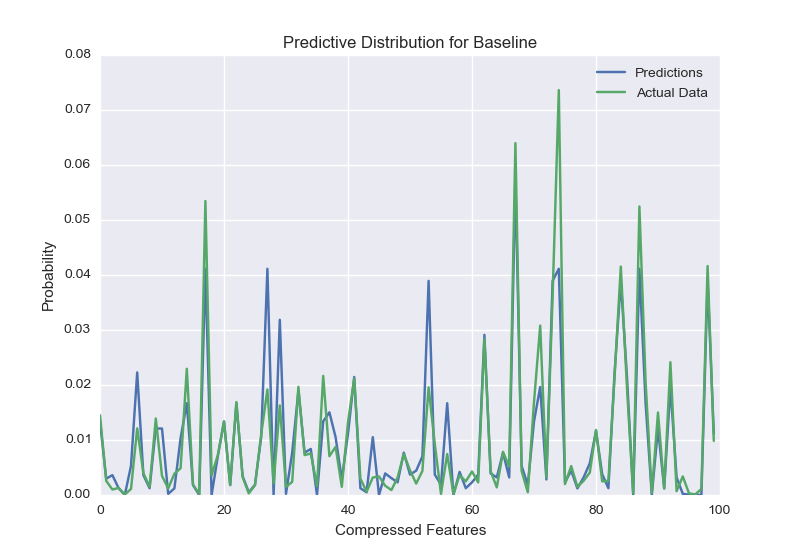 Predictive Distribution for Baseline
0.08
0.07
0.06
0.05
0.04
0.03
0.02
0.01
0.00
Probability
Predictions
Actual Data
0 20 40 60 80 100
Compressed Features